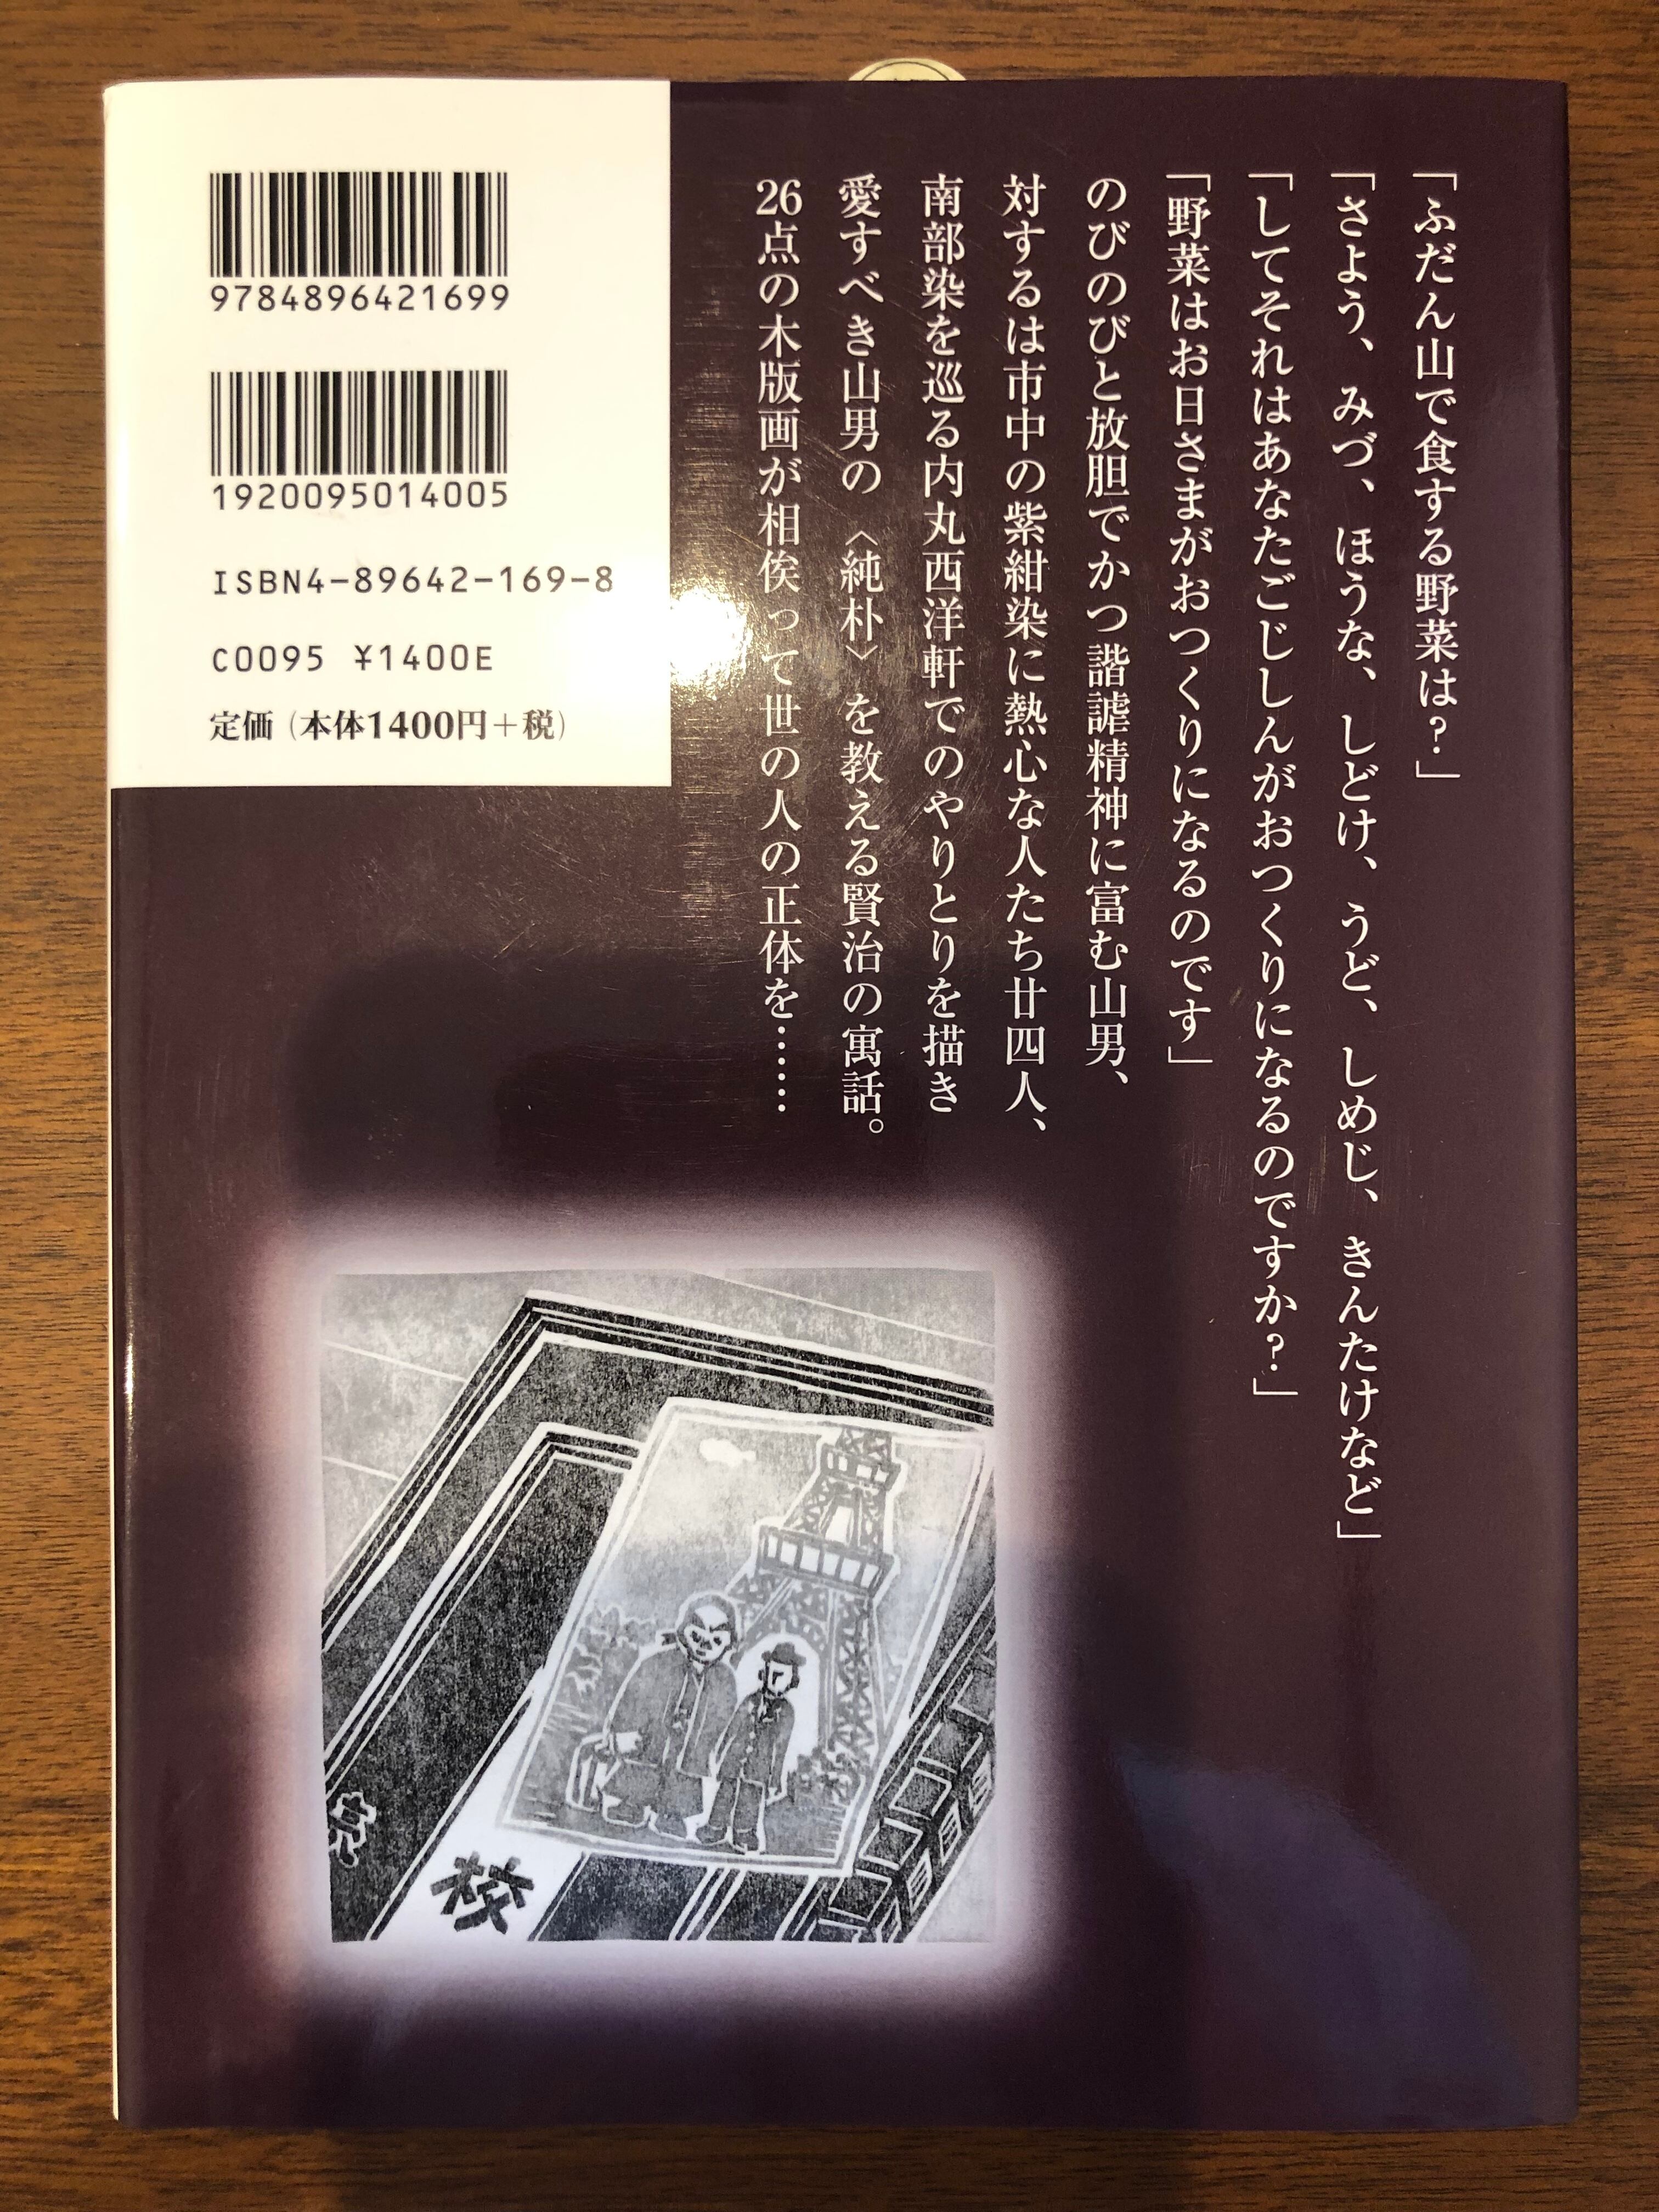 「ふだん山で食する野菜は?」
「さよう、みづ、ほうな、しどけ、うど、しめじ、きんたけなど」
「してそれはあなたごじしんがおつくりになるのですか?」
「野菜はお日さまがおつくりになるのです」
のびのびと放胆でかつ諧謔精神に富む山男、
対するは市中の紫紺染に熱心な人たち廿四人、
南部染を巡る内丸西洋軒でのやりとりを描き
愛すべき山男の〈純朴〉を教える賢治の寓話。
26点の木版画が相俟って世の人の正体を……
9784896421699
1920095014005
ISBN4-89642-169-8
C0095 ¥1400E
定価(本体1400円+税)
校